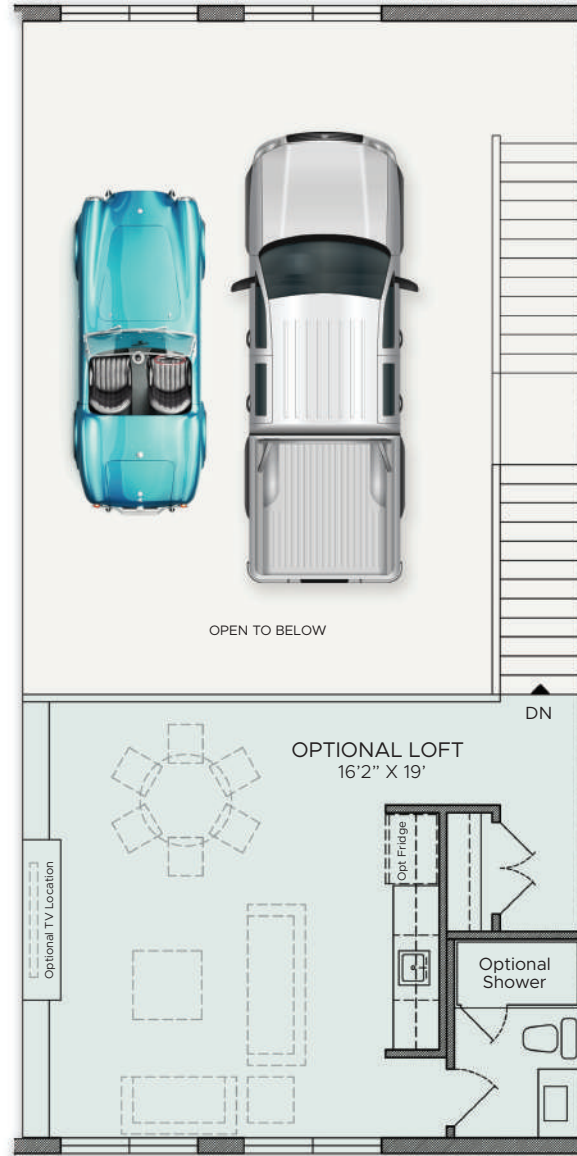 OPEN TO BELOW
DN
OPTIONAL LOFT
16’2” X 19’
Opt Fridge
Optional TV Location
Optional
Shower